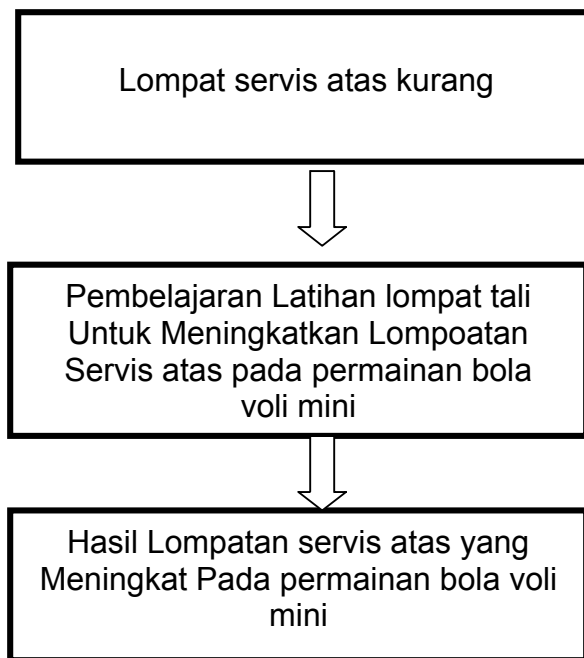 Lompat servis atas kurang
Pembelajaran Latihan lompat tali
Untuk Meningkatkan Lompoatan
Servis atas pada permainan bola
voli mini
Hasil Lompatan servis atas yang
Meningkat Pada permainan bola voli
mini